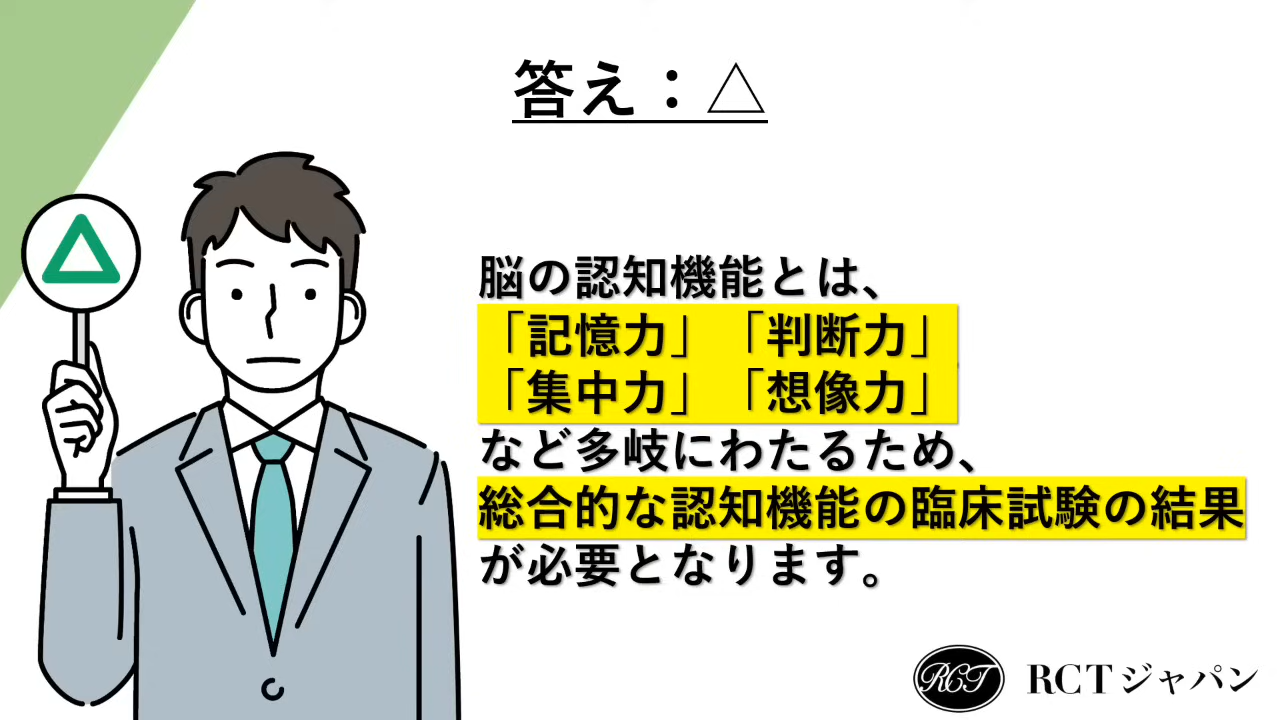 答え：△
脳の認知機能とは、
「記憶力」「判断力」
「集中力」「想像力」
など多岐にわたるため、
総合的な認知機能の臨床試験の結果
が必要となります。
RCT RCTジャパン